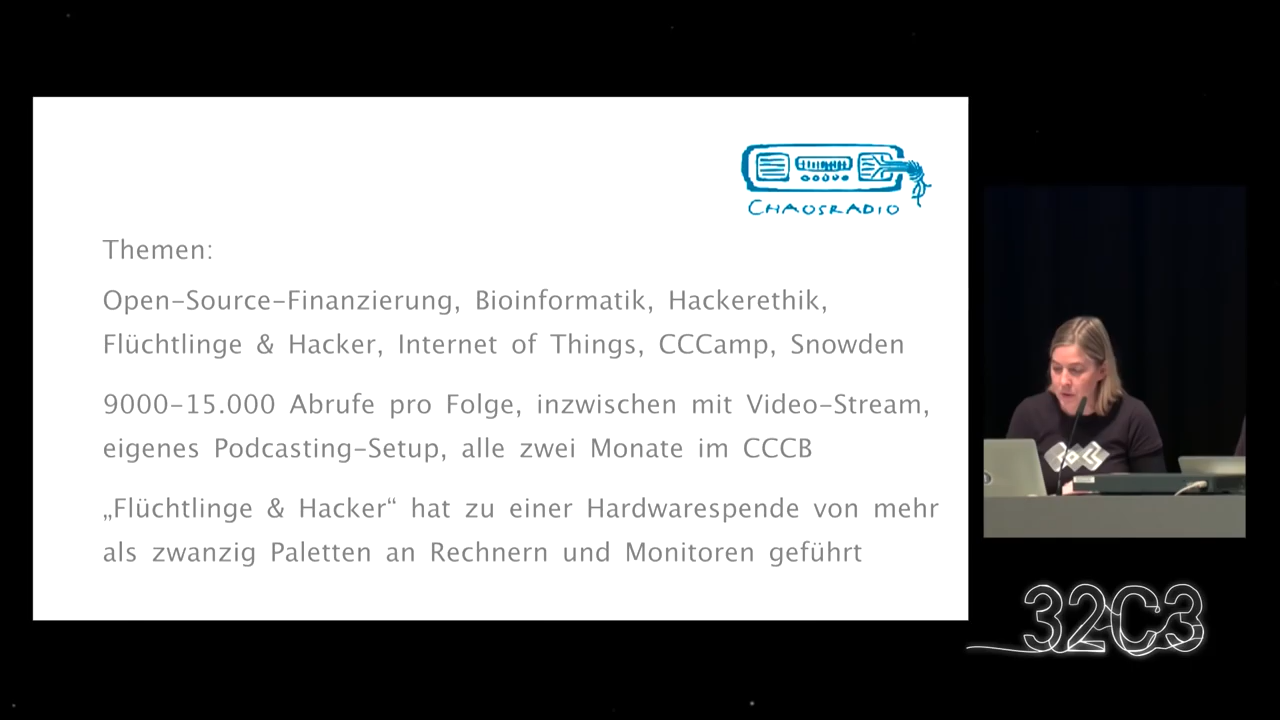 CHAOSRADIO
Themen:
Open-Source-Finanzierung, Bioinformatik, Hackerethik,
Flüchtlinge & Hacker, Internet of Things, CCCamp, Snowden
9000-15.000 Abrufe pro Folge, inzwischen mit Video-Stream,
eigenes Podcasting-Setup, alle zwei Monate im CCCB
„Flüchtlinge & Hacker“ hat zu einer Hardwarespende von mehr
als zwanzig Paletten an Rechnern und Monitoren geführt
32C3